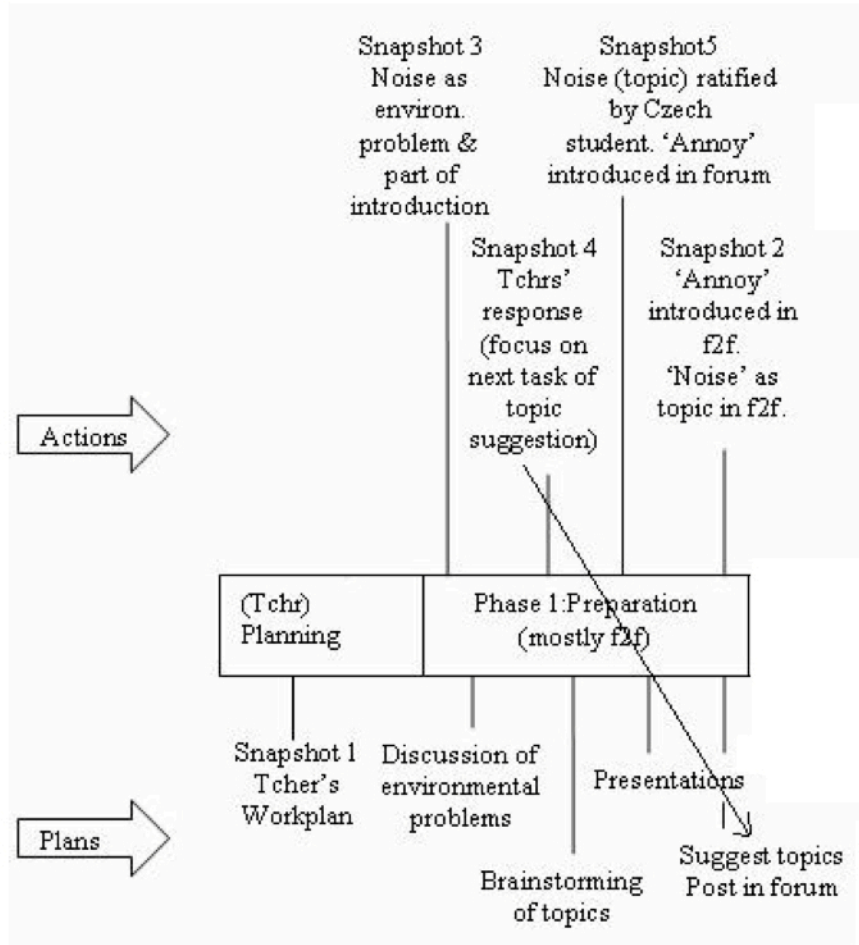 Snapshot 3
Noise as
environ.
problem &
part of
introduction
Snapshot5
Noise (topic) ratified
by Czech
student. ‘Annoy’
introduced in forum
Snapshot 4
Tchrs’
response
(focus on
next task of
topic
suggestion)
Snapshot 2
‘Annoy’
introduced in
f2f.
‘Noise’ as
topic in f2f.
Actions
(Tchr)
Planning
Phase 1:Preparation
(mostly f2f)
Snapshot 1
Tcher’s
Workplan
Discussion of
environmental
problems
Brainstorming
of topics
Presentations
Suggest topics
Post in forum
Plans